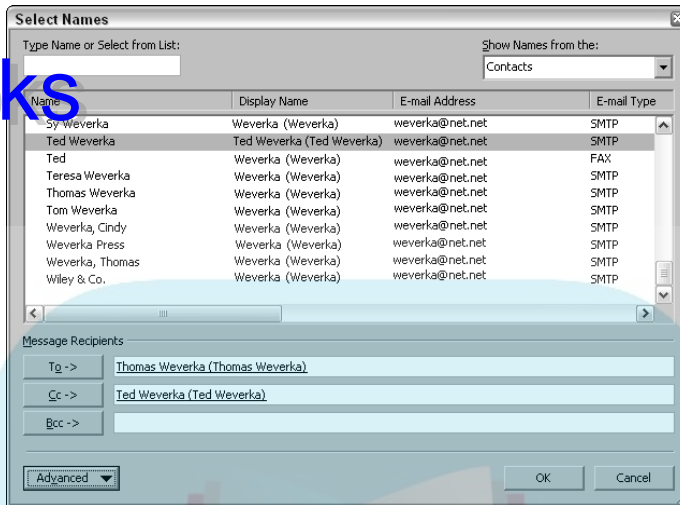 Select Names
Type Name or Select from List: Show Names from the:
Contacts
ks
Name Display Name E-mail Address E-mail Type
Sy Weverka Weverka (Weverka) weverka@net.net SMTP
Ted Weverka Ted Weverka (Ted Weverka) weverka@net.net SMTP
Ted Weverka (Weverka) weverka@net.net FAX
Teresa Weverka Weverka (Weverka) weverka@net.net SMTP
Thomas Weverka Weverka (Weverka) weverka@net.net SMTP
Tom Weverka Weverka (Weverka) weverka@net.net SMTP
Weverka, Cindy Weverka (Weverka) weverka@net.net SMTP
Weverka Press Weverka (Weverka) weverka@net.net SMTP
Weverka, Thomas Weverka (Weverka) weverka@net.net SMTP
Wiley & Co. Weverka (Weverka) weverka@net.net SMTP
Message Recipients
To -> Thomas Weverka (Thomas Weverka)
Cc -> Ted Weverka (Ted Weverka)
Bcc ->
Advanced OK Cancel